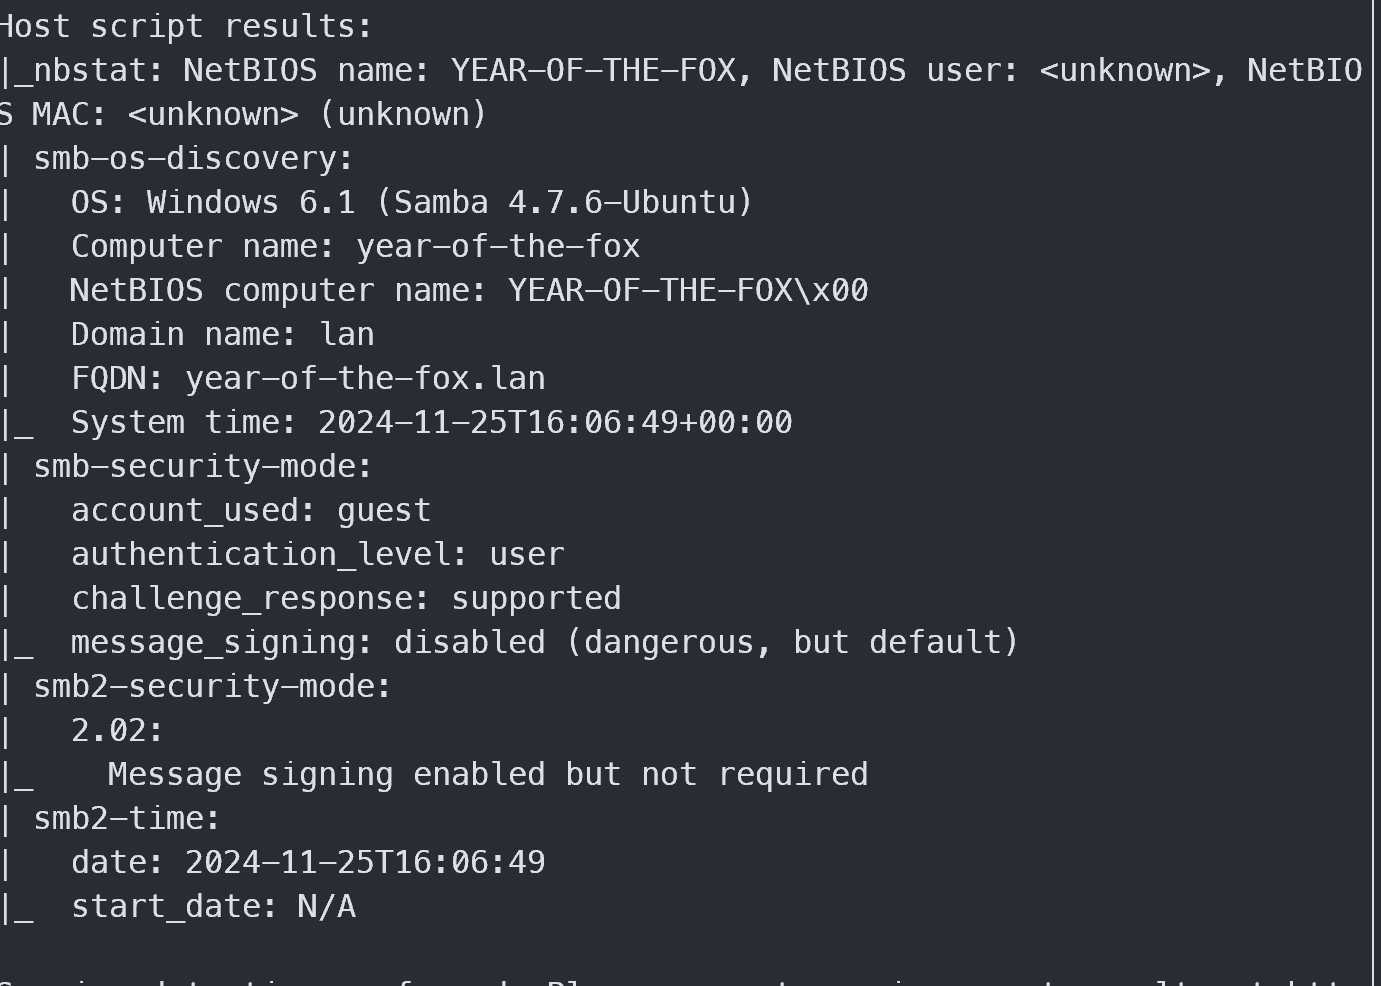 Host script results:
|_nbstat: NetBIOS name: YEAR-OF-THE-FOX, NetBIOS user: <unknown>, NetBIO
S MAC: <unknown> (unknown)
| smb-os-discovery:
|   OS: Windows 6.1 (Samba 4.7.6-Ubuntu)
|   Computer name: year-of-the-fox
|   NetBIOS computer name: YEAR-OF-THE-FOX\x00
|   Domain name: lan
|   FQDN: year-of-the-fox.lan
|_  System time: 2024-11-25T16:06:49+00:00
| smb-security-mode:
|   account_used: guest
|   authentication_level: user
|   challenge_response: supported
|_  message_signing: disabled (dangerous, but default)
| smb2-security-mode:
|   2.02:
|_    Message signing enabled but not required
| smb2-time:
|   date: 2024-11-25T16:06:49
|_  start_date: N/A